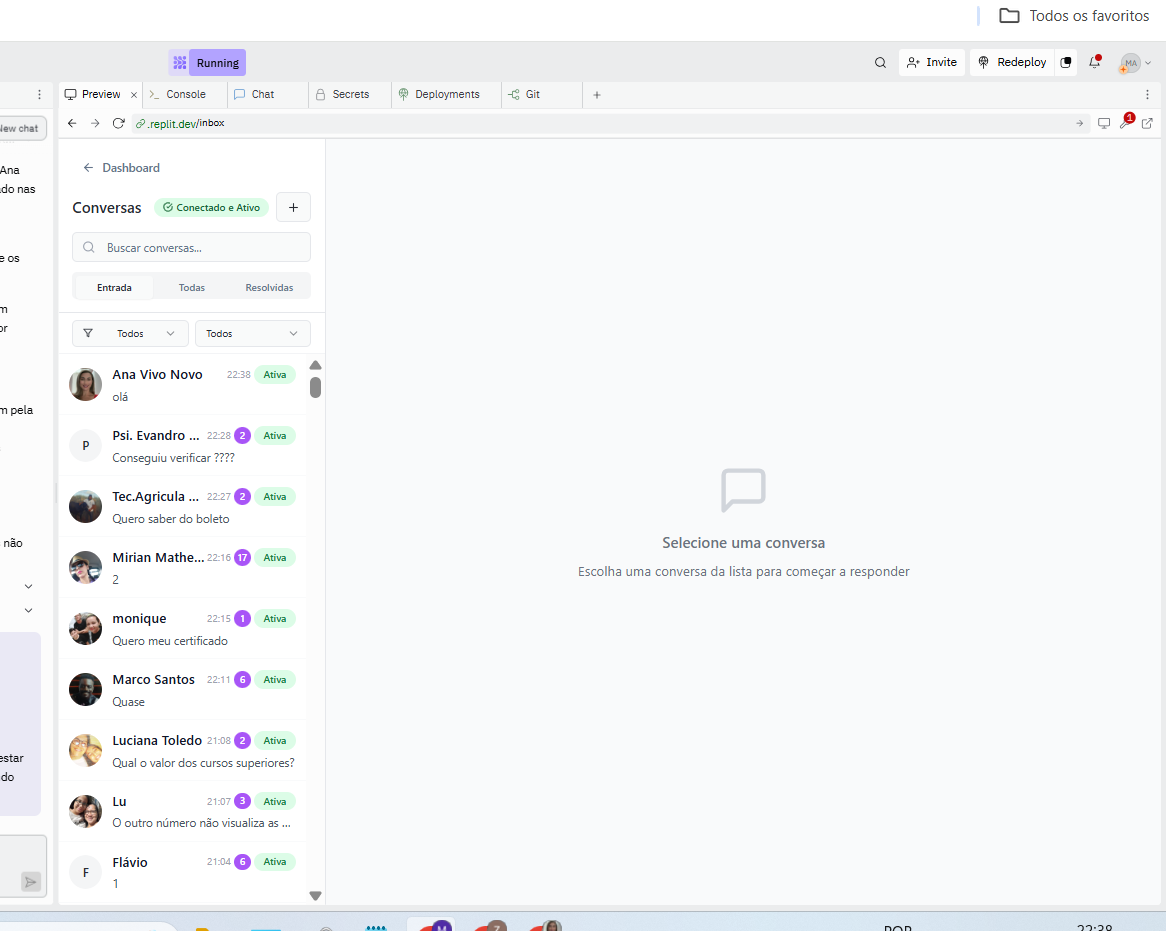 Todos os favoritos
Running
Invite
Redeploy
MA
Preview
Console
Chat
Secrets
Deployments
Git
New chat
.replit.dev/inbox
1
Ana
ado nas
e os
m
or
m pela
não
estar
do
Dashboard
Conversas
Conectado e Ativo
Buscar conversas...
Entrada
Todas
Resolvidas
Todos
Todos
Ana Vivo Novo 22:38 Ativa
olá
P
Psi. Evandro ... 22:28 2 Ativa
Conseguiu verificar ????
Tec.Agricula ... 22:27 2 Ativa
Quero saber do boleto
Mirian Mathe... 22:16 17 Ativa
2
monique 22:15 1 Ativa
Quero meu certificado
Marco Santos 22:11 6 Ativa
Quase
Luciana Toledo 21:08 2 Ativa
Qual o valor dos cursos superiores?
Lu 21:07 3 Ativa
O outro número não visualiza as ...
F
Flávio 21:04 6 Ativa
1
Selecione uma conversa
Escolha uma conversa da lista para começar a responder
M
7
POR
22:38